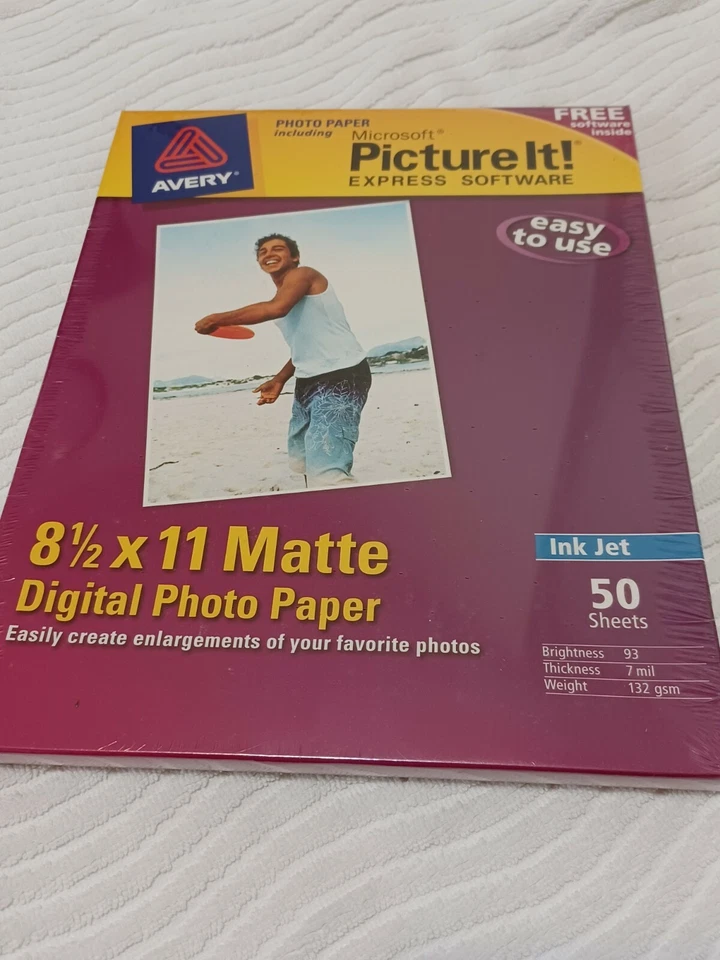 AVERY®
PHOTO PAPER
including Microsoft®
Picture It!®
EXPRESS SOFTWARE
FREE
software
inside
easy
to use
8½ x 11 Matte
Digital Photo Paper
Easily create enlargements of your favorite photos
Ink Jet
50
Sheets
Brightness 93
Thickness 7 mil
Weight 132 gsm